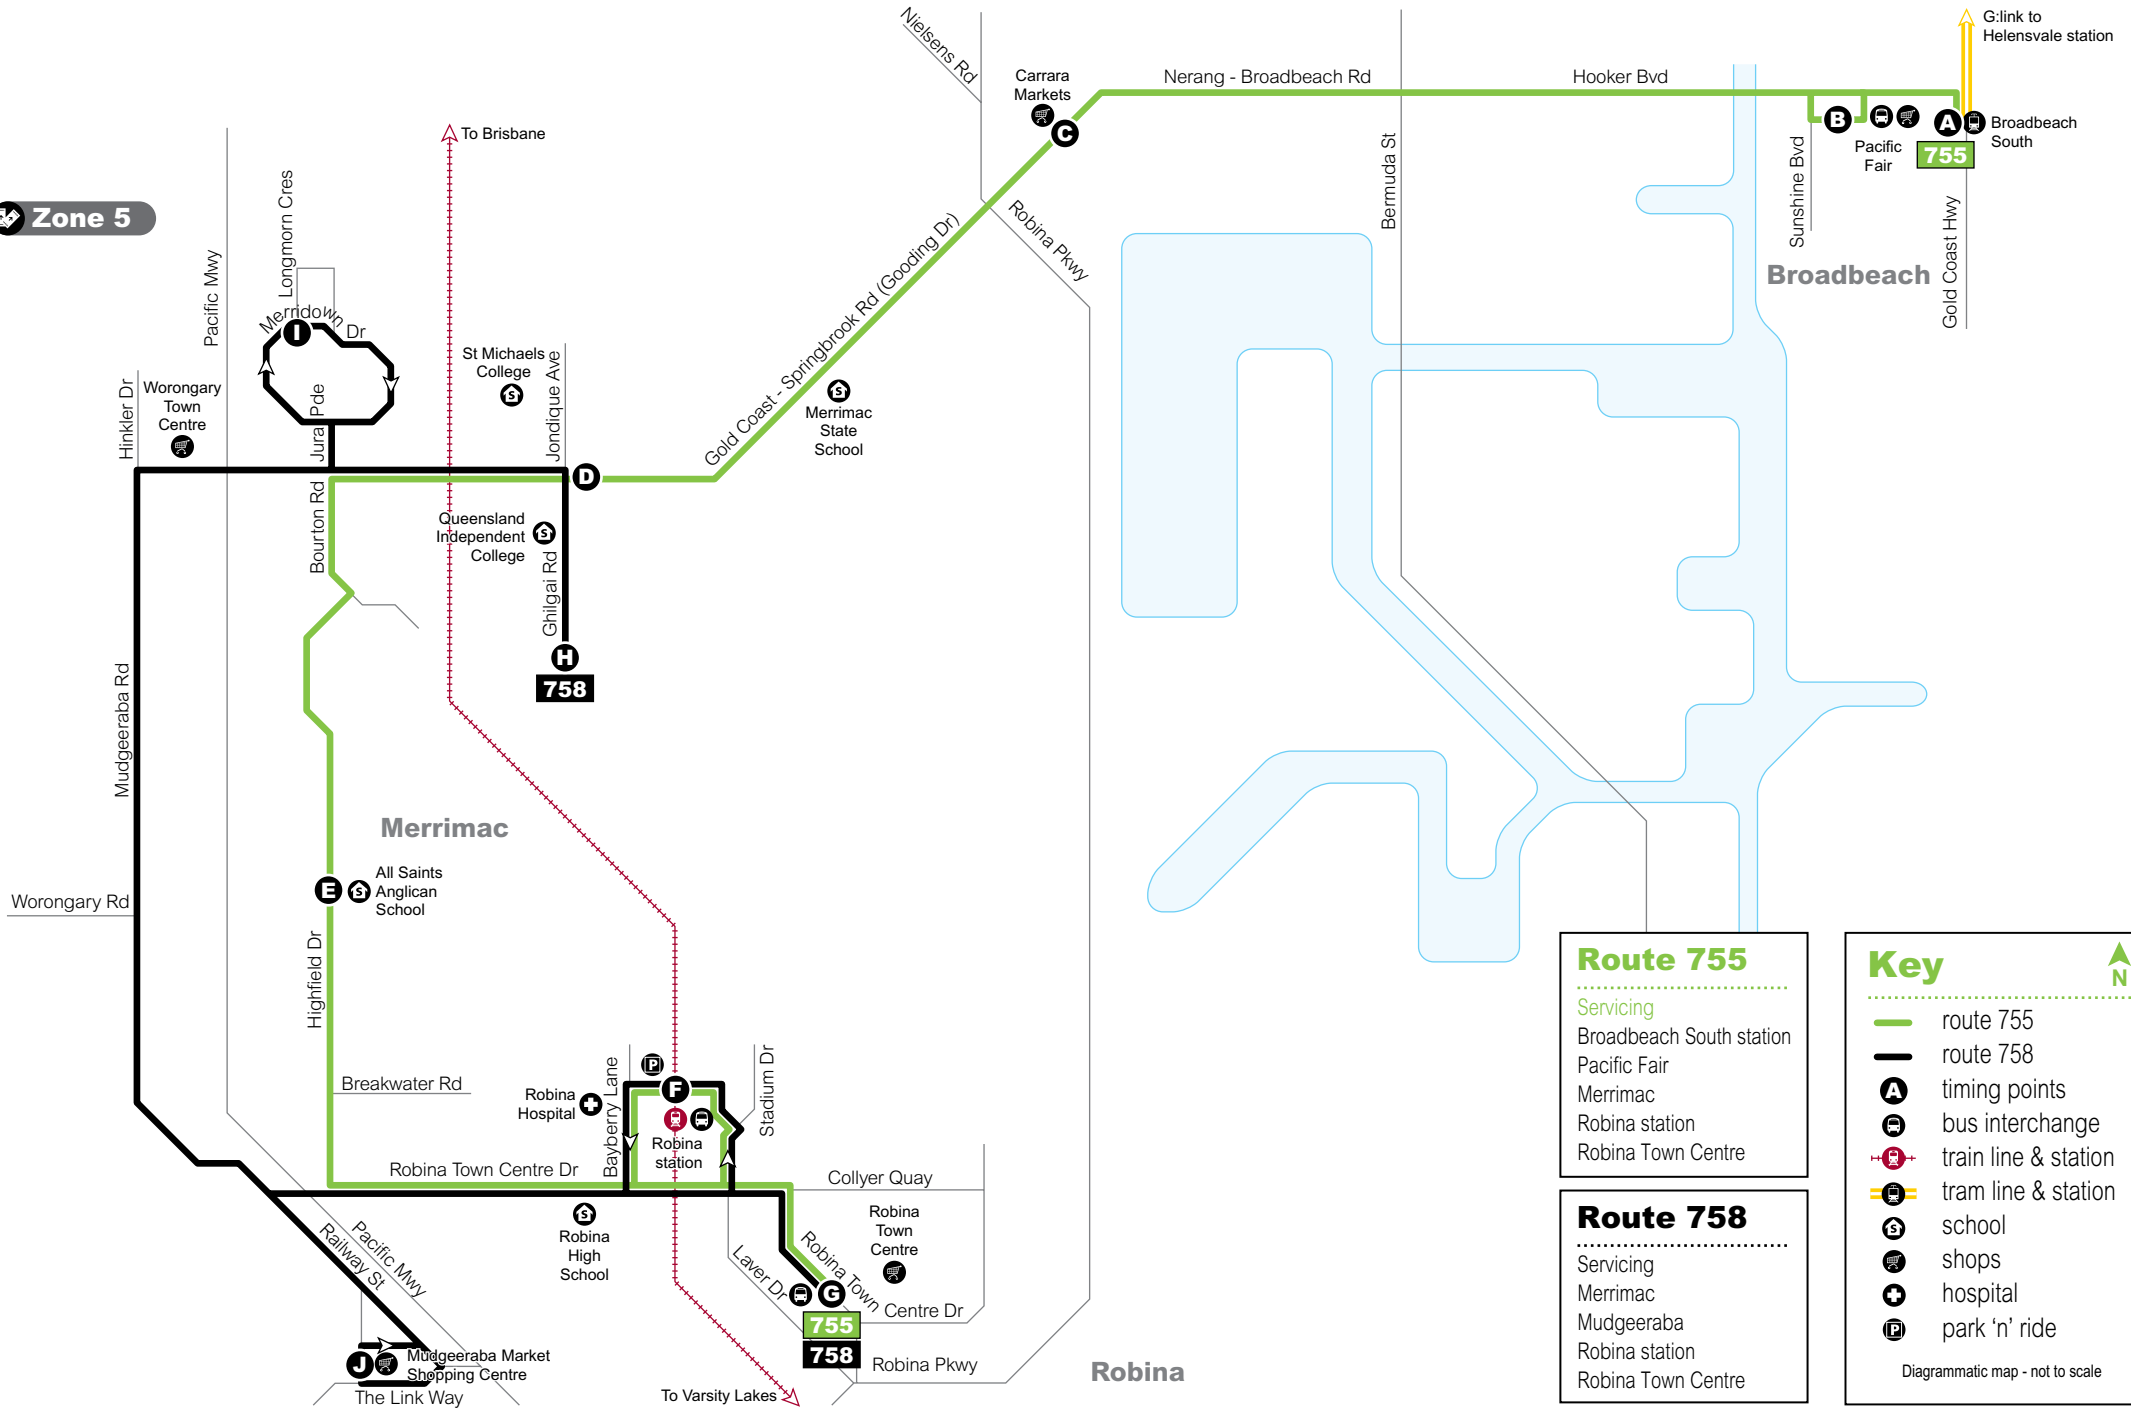 G:link to
Helensvale station
Nielsens Rd
Carrara
Markets
C
Nerang - Broadbeach Rd
Hooker Bvd
B
Pacific
Fair
A
Broadbeach
South
755
Sunshine Bvd
Gold Coast Hwy
Bermuda St
Broadbeach
To Brisbane
Zone 5
Pacific Mwy
Longmorn Cres
Merridown Dr
I
Jura Pde
Hinkler Dr
Worongary
Town
Centre
St Michaels
College
Jondique Ave
D
Gold Coast - Springbrook Rd (Gooding Dr)
Robina Pkwy
Merrimac
State
School
Bourton Rd
Queensland
Independent
College
Ghilgai Rd
H
758
Mudgeeraba Rd
Merrimac
Worongary Rd
E
All Saints
Anglican
School
Highfield Dr
Breakwater Rd
Robina
Hospital
Bayberry Lane
P
F
Robina
station
Stadium Dr
Robina Town Centre Dr
Collyer Quay
Robina
High
School
Robina
Town
Centre
Laver Dr
Robina Town
Centre Dr
G
755
758
Robina Pkwy
Robina
Pacific Mwy
Railway St
J
Mudgeeraba Market
Shopping Centre
The Link Way
To Varsity Lakes
Route 755
Servicing
Broadbeach South station
Pacific Fair
Merrimac
Robina station
Robina Town Centre
Route 758
Servicing
Merrimac
Mudgeeraba
Robina station
Robina Town Centre
Key
N
route 755
route 758
A timing points
bus interchange
train line & station
tram line & station
S school
shops
hospital
P park ‘n’ ride
Diagrammatic map - not to scale